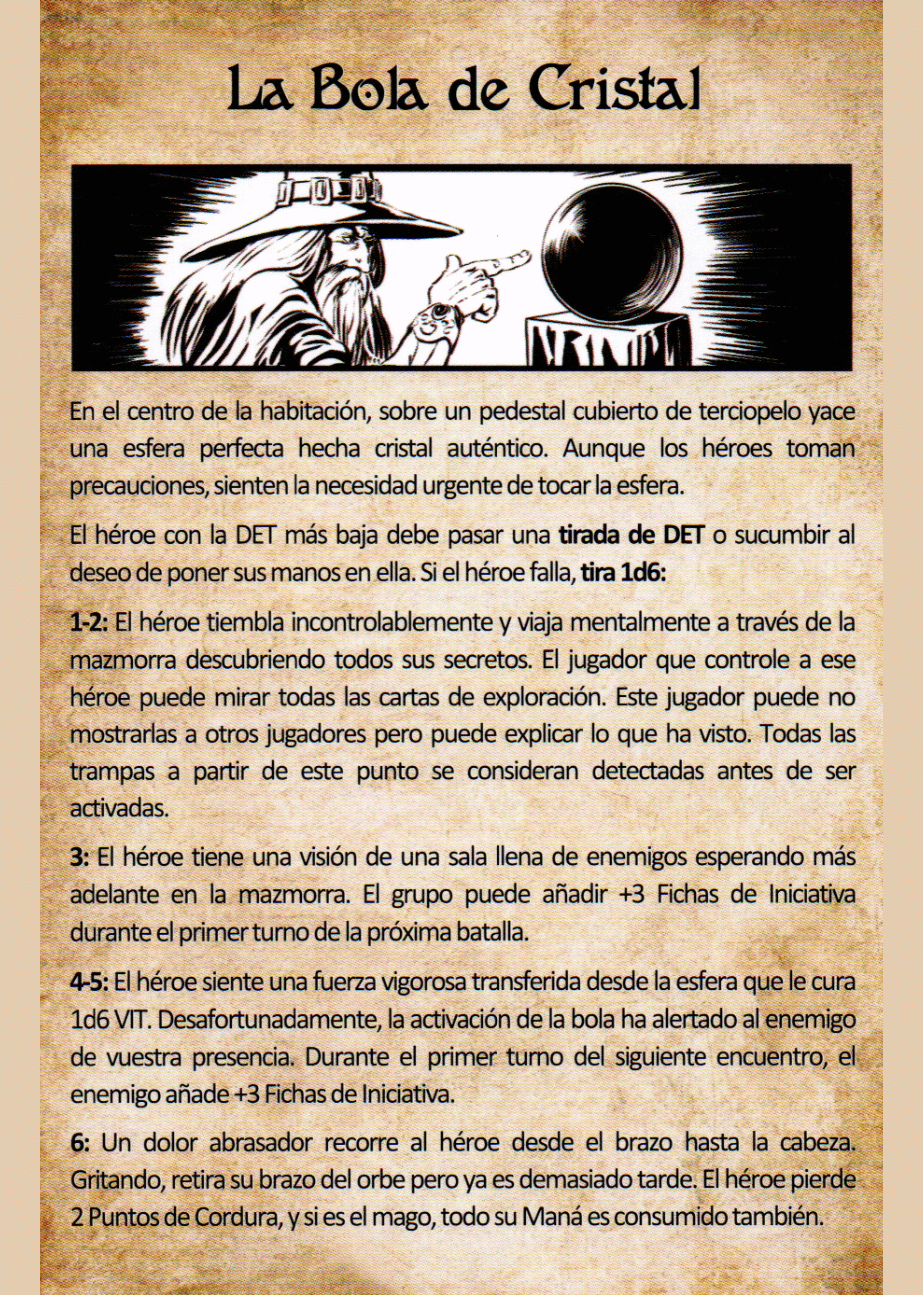 La Bola de Cristal
En el centro de la habitación, sobre un pedestal cubierto de terciopelo yace
una esfera perfecta hecha cristal auténtico. Aunque los héroes toman
precauciones, sienten la necesidad urgente de tocar la esfera.
El héroe con la DET más baja debe pasar una tirada de DET o sucumbir al
deseo de poner sus manos en ella. Si el héroe falla, tira 1d6:
1-2: El héroe tiembla incontrolablemente y viaja mentalmente a través de la
mazmorra descubriendo todos sus secretos. El jugador que controle a ese
héroe puede mirar todas las cartas de exploración. Este jugador puede no
mostrarlas a otros jugadores pero puede explicar lo que ha visto. Todas las
trampas a partir de este punto se consideran detectadas antes de ser
activadas.
3: El héroe tiene una visión de una sala llena de enemigos esperando más
adelante en la mazmorra. El grupo puede añadir +3 Fichas de Iniciativa
durante el primer turno de la próxima batalla.
4-5: El héroe siente una fuerza vigorosa transferida desde la esfera que le cura
1d6 VIT. Desafortunadamente, la activación de la bola ha alertado al enemigo
de vuestra presencia. Durante el primer turno del siguiente encuentro, el
enemigo añade +3 Fichas de Iniciativa.
6: Un dolor abrasador recorre al héroe desde el brazo hasta la cabeza.
Gritando, retira su brazo del orbe pero ya es demasiado tarde. El héroe pierde
2 Puntos de Cordura, y si es el mago, todo su Maná es consumido también.